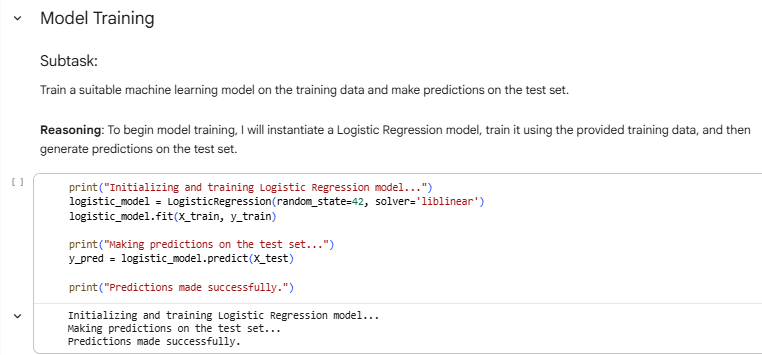 Model Training
Subtask:
Train a suitable machine learning model on the training data and make predictions on the test set.
Reasoning: To begin model training, I will instantiate a Logistic Regression model, train it using the provided training data, and then
generate predictions on the test set.
[ ]
print("Initializing and training Logistic Regression model...")
logistic_model = LogisticRegression(random_state=42, solver='liblinear')
logistic_model.fit(X_train, y_train)
print("Making predictions on the test set...")
y_pred = logistic_model.predict(X_test)
print("Predictions made successfully.")
Initializing and training Logistic Regression model...
Making predictions on the test set...
Predictions made successfully.